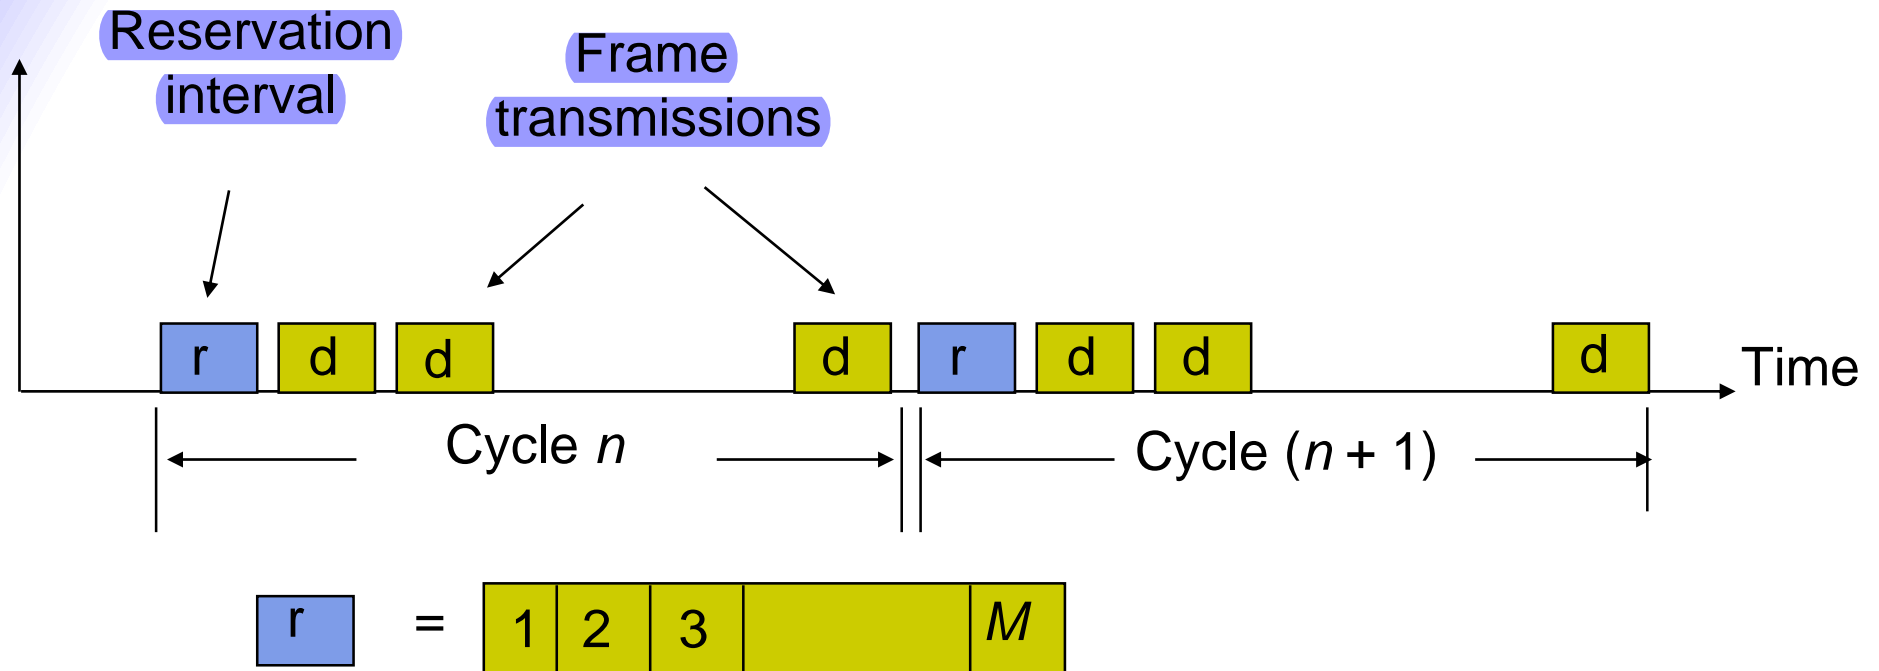 Reservation
interval
Frame
transmissions
r d d d r d d d Time
Cycle n Cycle (n + 1)
r = 1 2 3 M